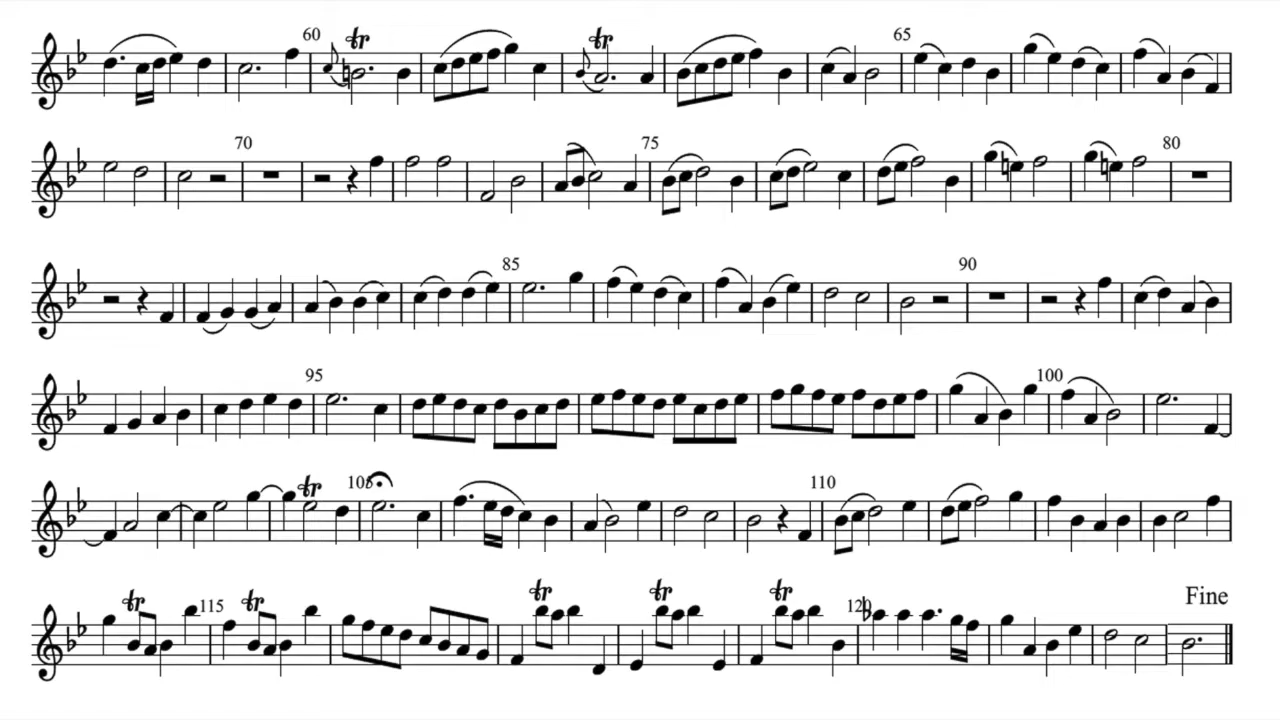 60 tr tr 65
70 75 80
85 90
95 100
tr 105 110
Fine
tr 115 tr tr tr tr 120